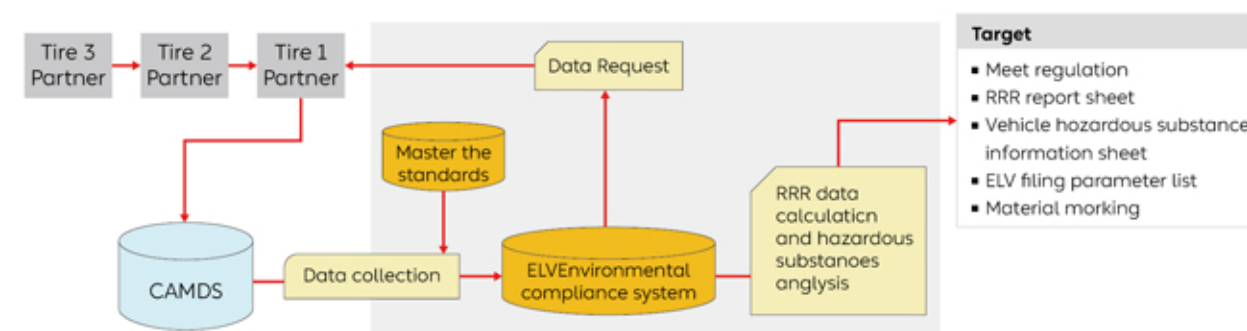 Tire 3
Partner
Tire 2
Partner
Tire 1
Partner
Data Request
Master the
standards
CAMDS
Data collection
ELVEnvironmental
compliance system
RRR data
calculaticn
and hazardous
substanoes
anglysis
Target
▪ Meet regulation
▪ RRR report sheet
▪ Vehicle hozardous substance
information sheet
▪ ELV filing parameter list
▪ Material morking